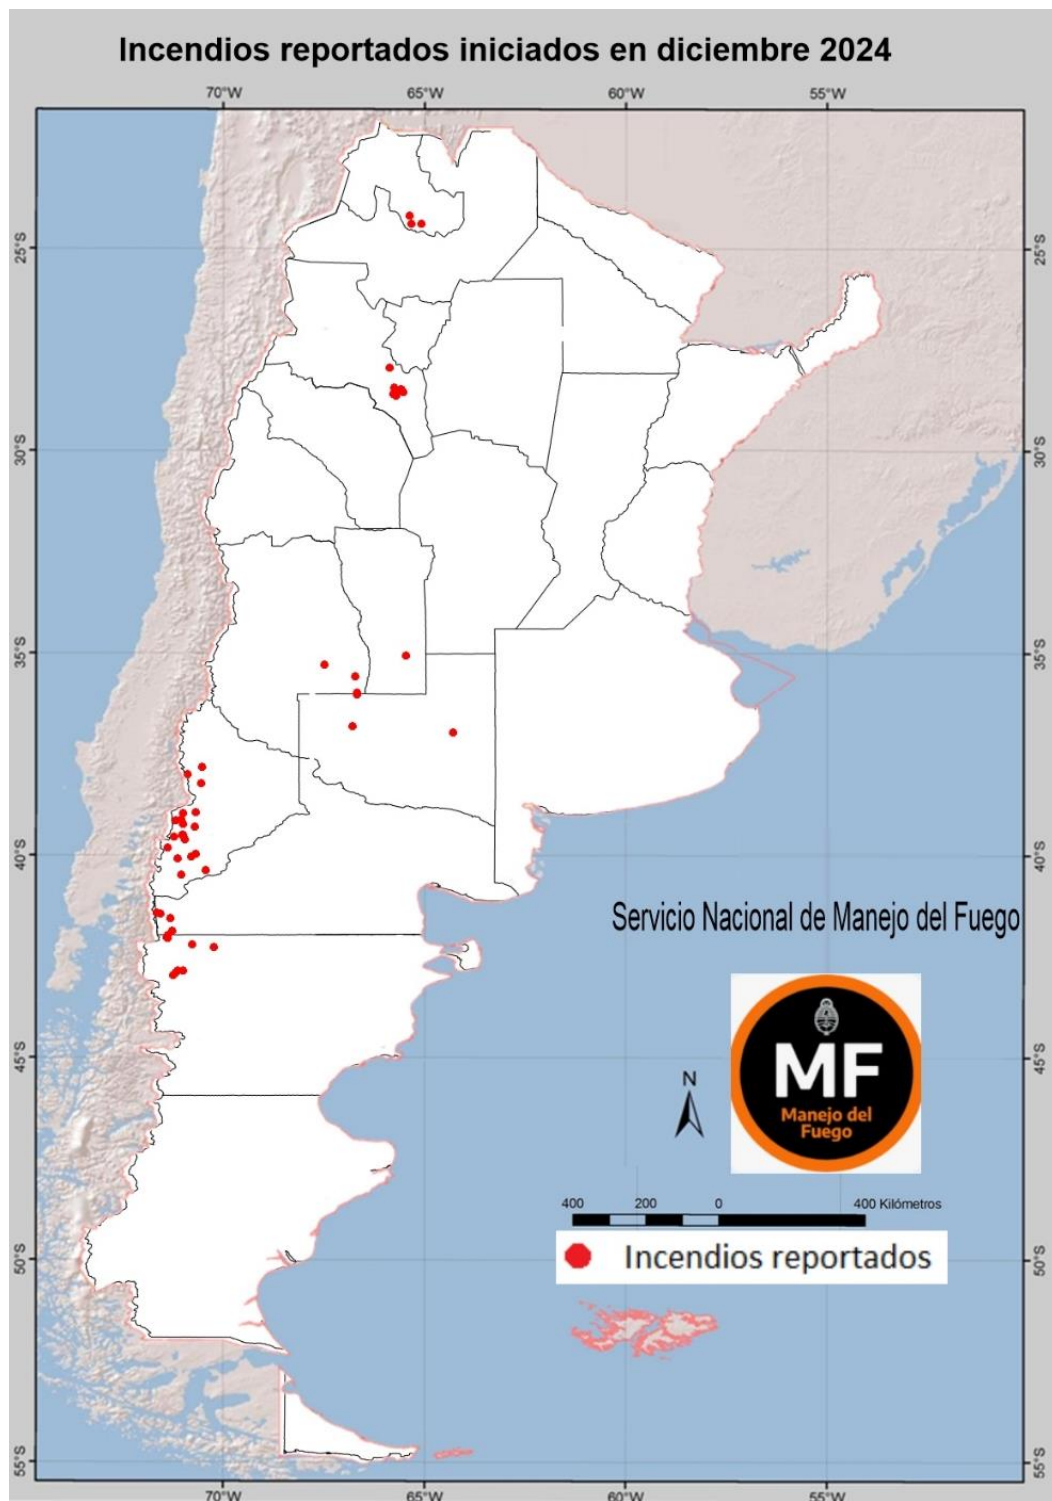 Incendios reportados iniciados en diciembre 2024
70°W 65°W 60°W 55°W
25°S 25°S
30°S 30°S
35°S 35°S
40°S 40°S
Servicio Nacional de Manejo del Fuego
45°S 45°S
N
MF
Manejo del
Fuego
400 200 0 400 Kilómetros
Incendios reportados
50°S 50°S
55°S 55°S
70°W 65°W 60°W 55°W